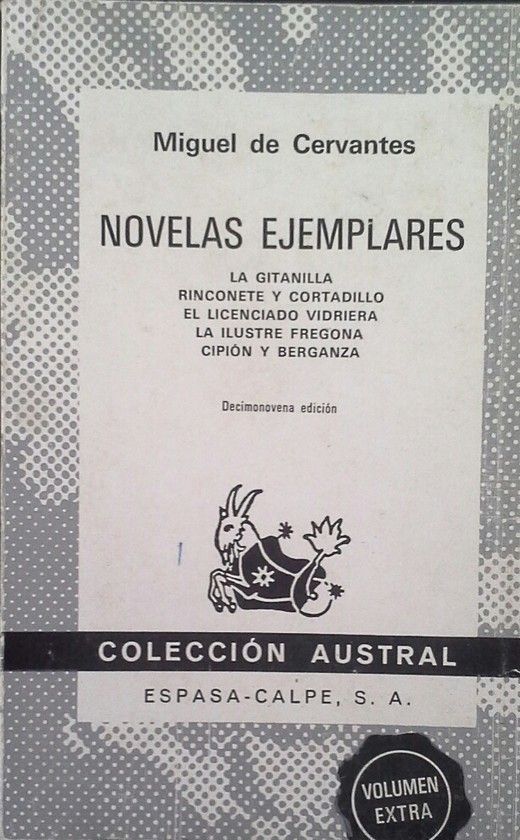 Miguel de Cervantes
NOVELAS EJEMPLARES
LA GITANILLA
RINCONETE Y CORTADILLO
EL LICENCIADO VIDRIERA
LA ILUSTRE FREGONA
CIPIÓN Y BERGANZA
Decimonovena edición
COLECCIÓN AUSTRAL
ESPASA-CALPE, S. A.
VOLUMEN
EXTRA